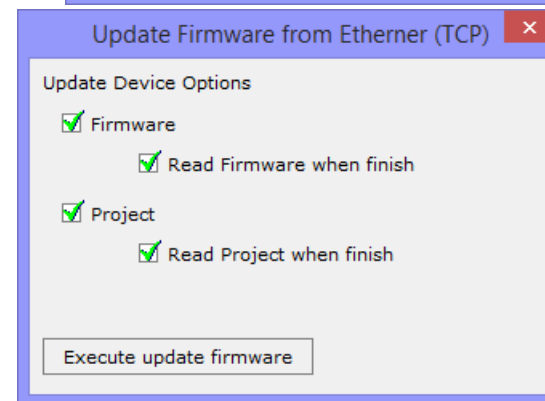 Update Firmware from Etherner (TCP)
Update Device Options
Firmware
Read Firmware when finish
Project
Read Project when finish
Execute update firmware